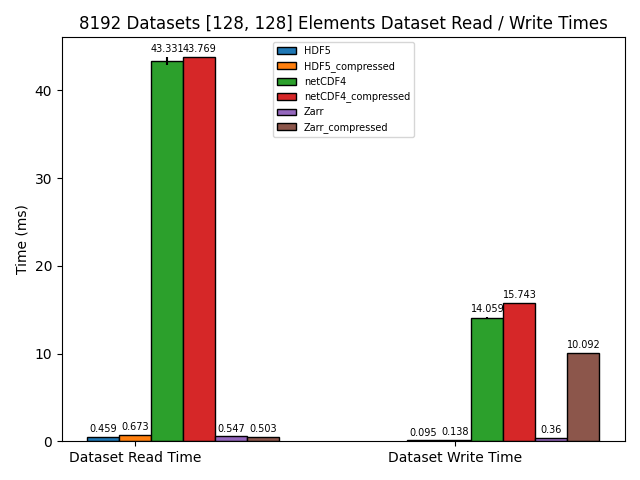 8192 Datasets [128, 128] Elements Dataset Read / Write Times
Time (ms)
40
30
20
10
0
HDF5
HDF5_compressed
netCDF4
netCDF4_compressed
Zarr
Zarr_compressed
0.459
0.673
43.331
43.769
0.547
0.503
0.095
0.138
14.059
15.743
0.36
10.092
Dataset Read Time
Dataset Write Time